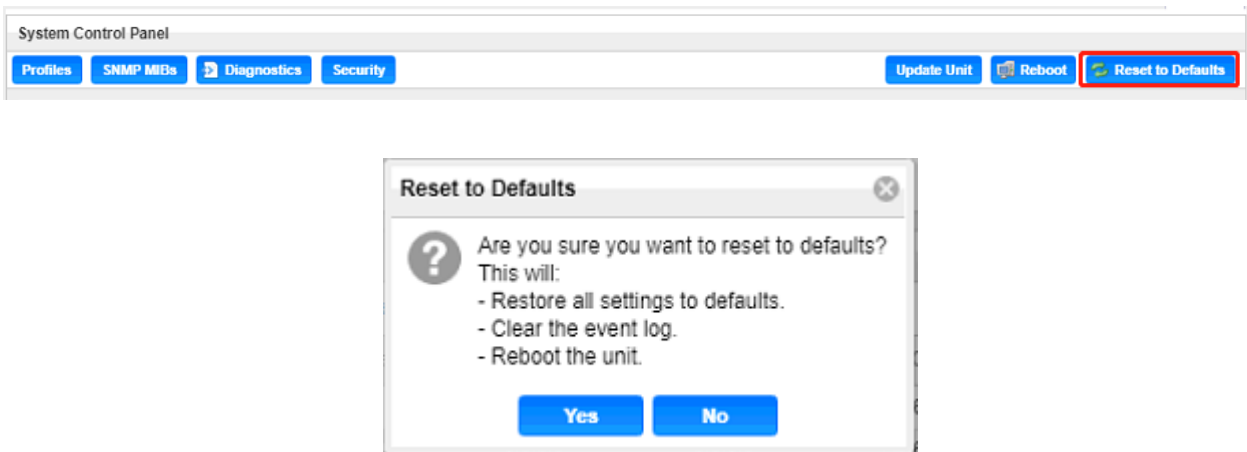 System Control Panel
Profiles SNMP MIBs Diagnostics Security Update Unit Reboot Reset to Defaults
Reset to Defaults
Are you sure you want to reset to defaults?
This will:
- Restore all settings to defaults.
- Clear the event log.
- Reboot the unit.
Yes No